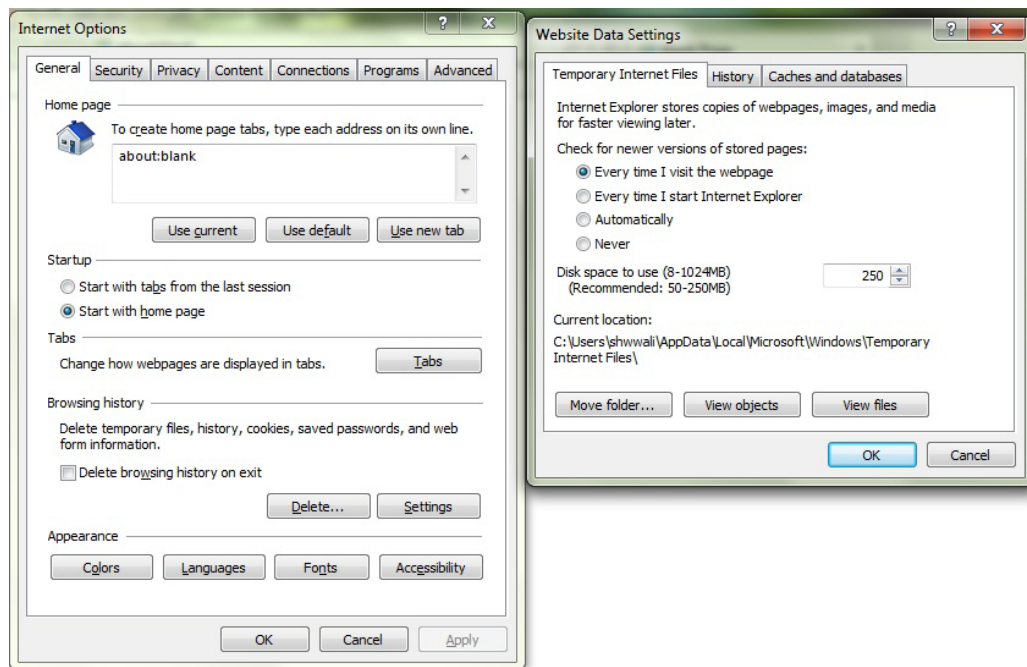 Internet Options
General Security Privacy Content Connections Programs Advanced
Home page
To create home page tabs, type each address on its own line.
about:blank
Use current Use default Use new tab
Startup
Start with tabs from the last session
Start with home page
Tabs
Change how webpages are displayed in tabs. Tabs
Browsing history
Delete temporary files, history, cookies, saved passwords, and web
form information.
Delete browsing history on exit
Delete... Settings
Appearance
Colors Languages Fonts Accessibility
OK Cancel Apply
Website Data Settings
Temporary Internet Files History Caches and databases
Internet Explorer stores copies of webpages, images, and media
for faster viewing later.
Check for newer versions of stored pages:
Every time I visit the webpage
Every time I start Internet Explorer
Automatically
Never
Disk space to use (8-1024MB) 250
(Recommended: 50-250MB)
Current location:
C:\Users\shwwali\AppData\Local\Microsoft\Windows\Temporary
Internet Files\
Move folder... View objects View files
OK Cancel